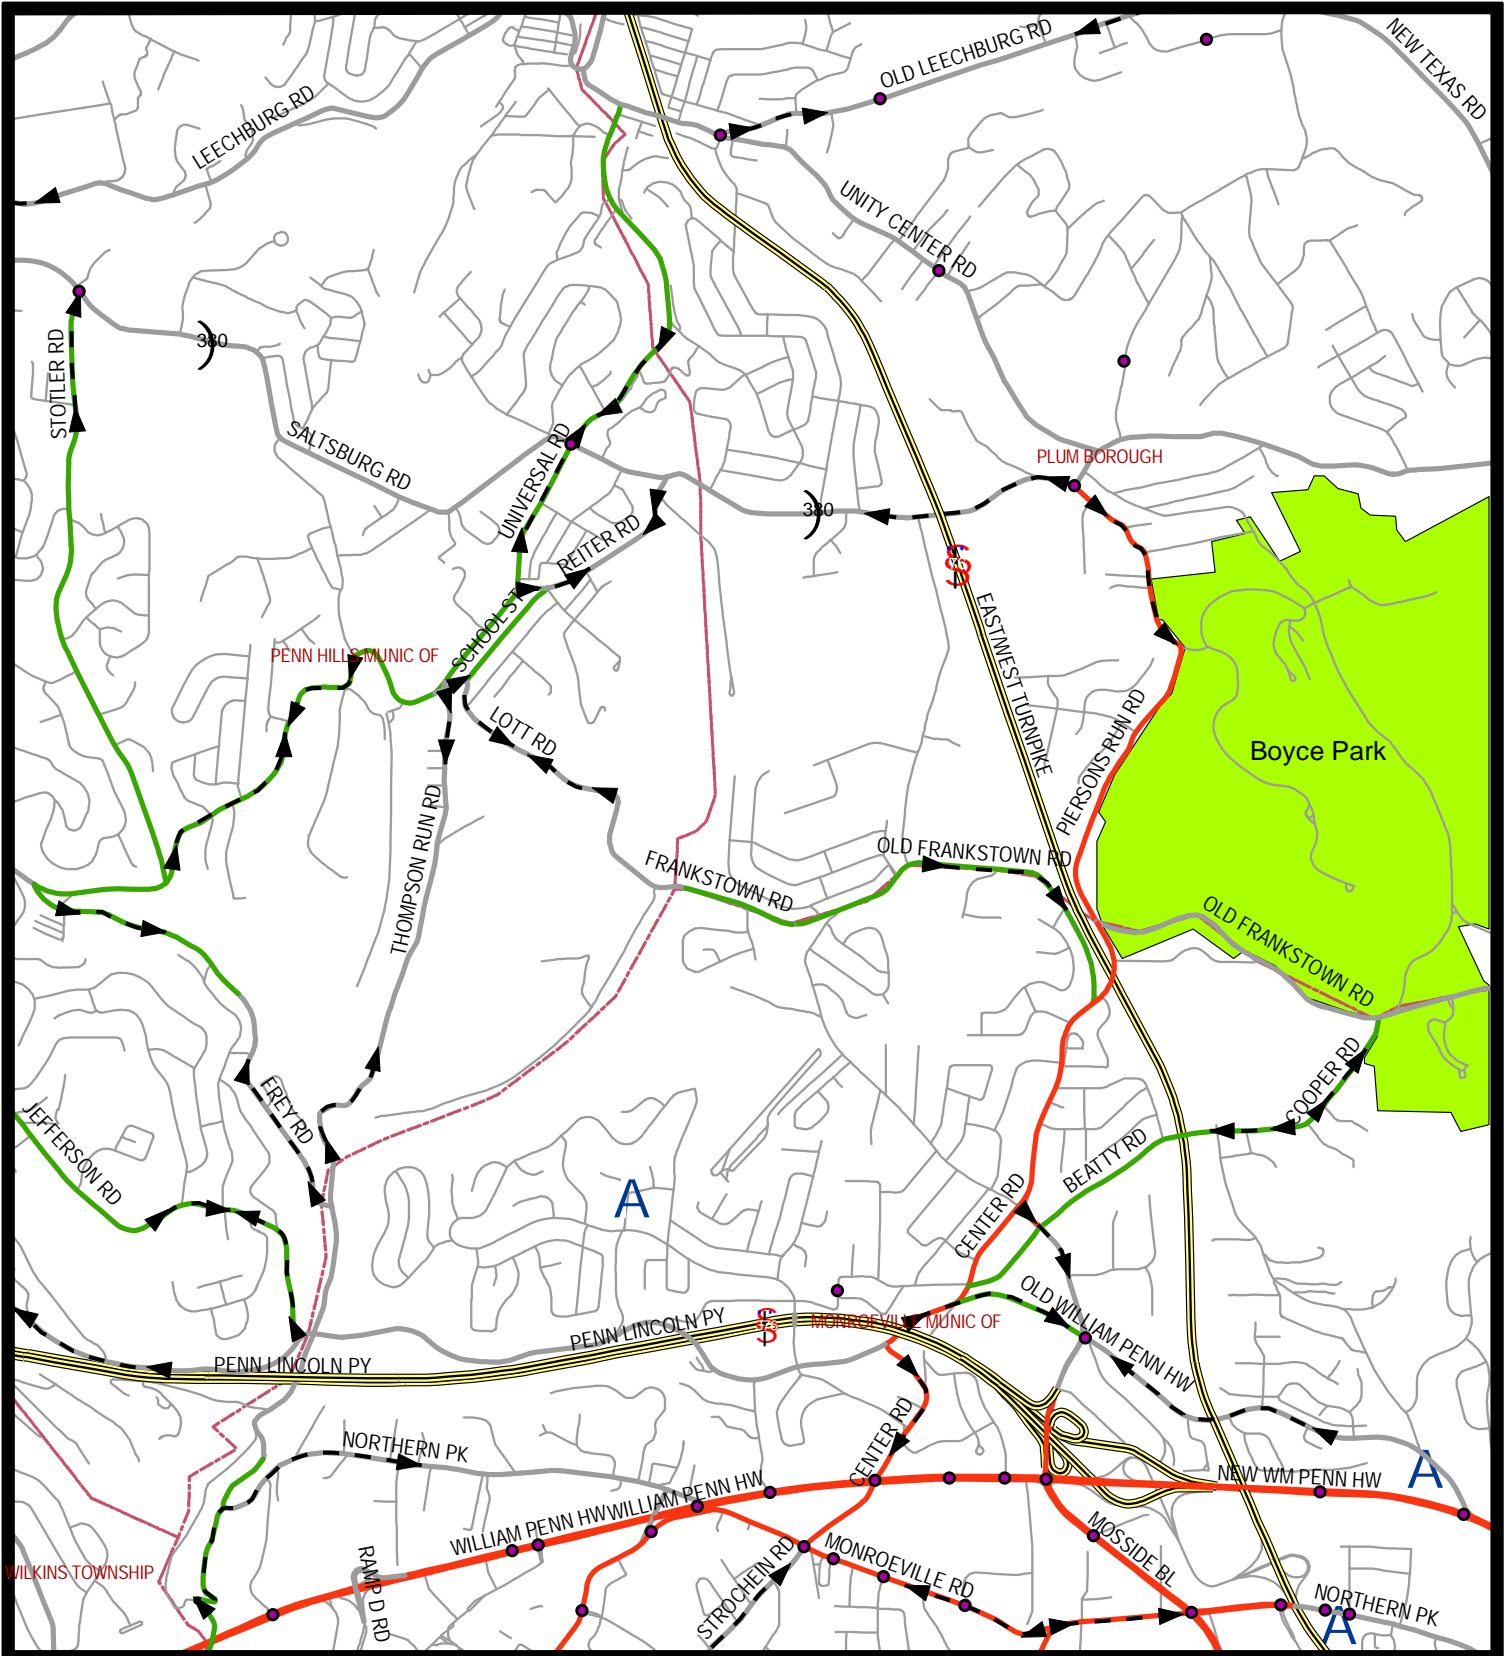 OLD LEECHBURG RD
NEW TEXAS RD
LEECHBURG RD
UNITY CENTER RD
STOTLER RD
380
SALTSBURG RD
UNIVERSAL RD
PLUM BOROUGH
380
REITER RD
SCHOOL ST
EASTWEST TURNPIKE
PENN HILLS MUNIC OF
LOTT RD
PIERSONS RUN RD
Boyce Park
THOMPSON RUN RD
OLD FRANKSTOWN RD
FRANKSTOWN RD
OLD FRANKSTOWN RD
FREY RD
JEFFERSON RD
COOPER RD
BEATTY RD
A
CENTER RD
OLD WILLIAM PENN HW
PENN LINCOLN PY
MONROEVILLE MUNIC OF
PENN LINCOLN PY
CENTER RD
NORTHERN PK
A
NEW WM PENN HW
WILLIAM PENN HW
WILLIAM PENN HW
MOSSIDE BL
WILKINS TOWNSHIP
RAMP D RD
STROCHEIN RD
MONROEVILLE RD
NORTHERN PK
A